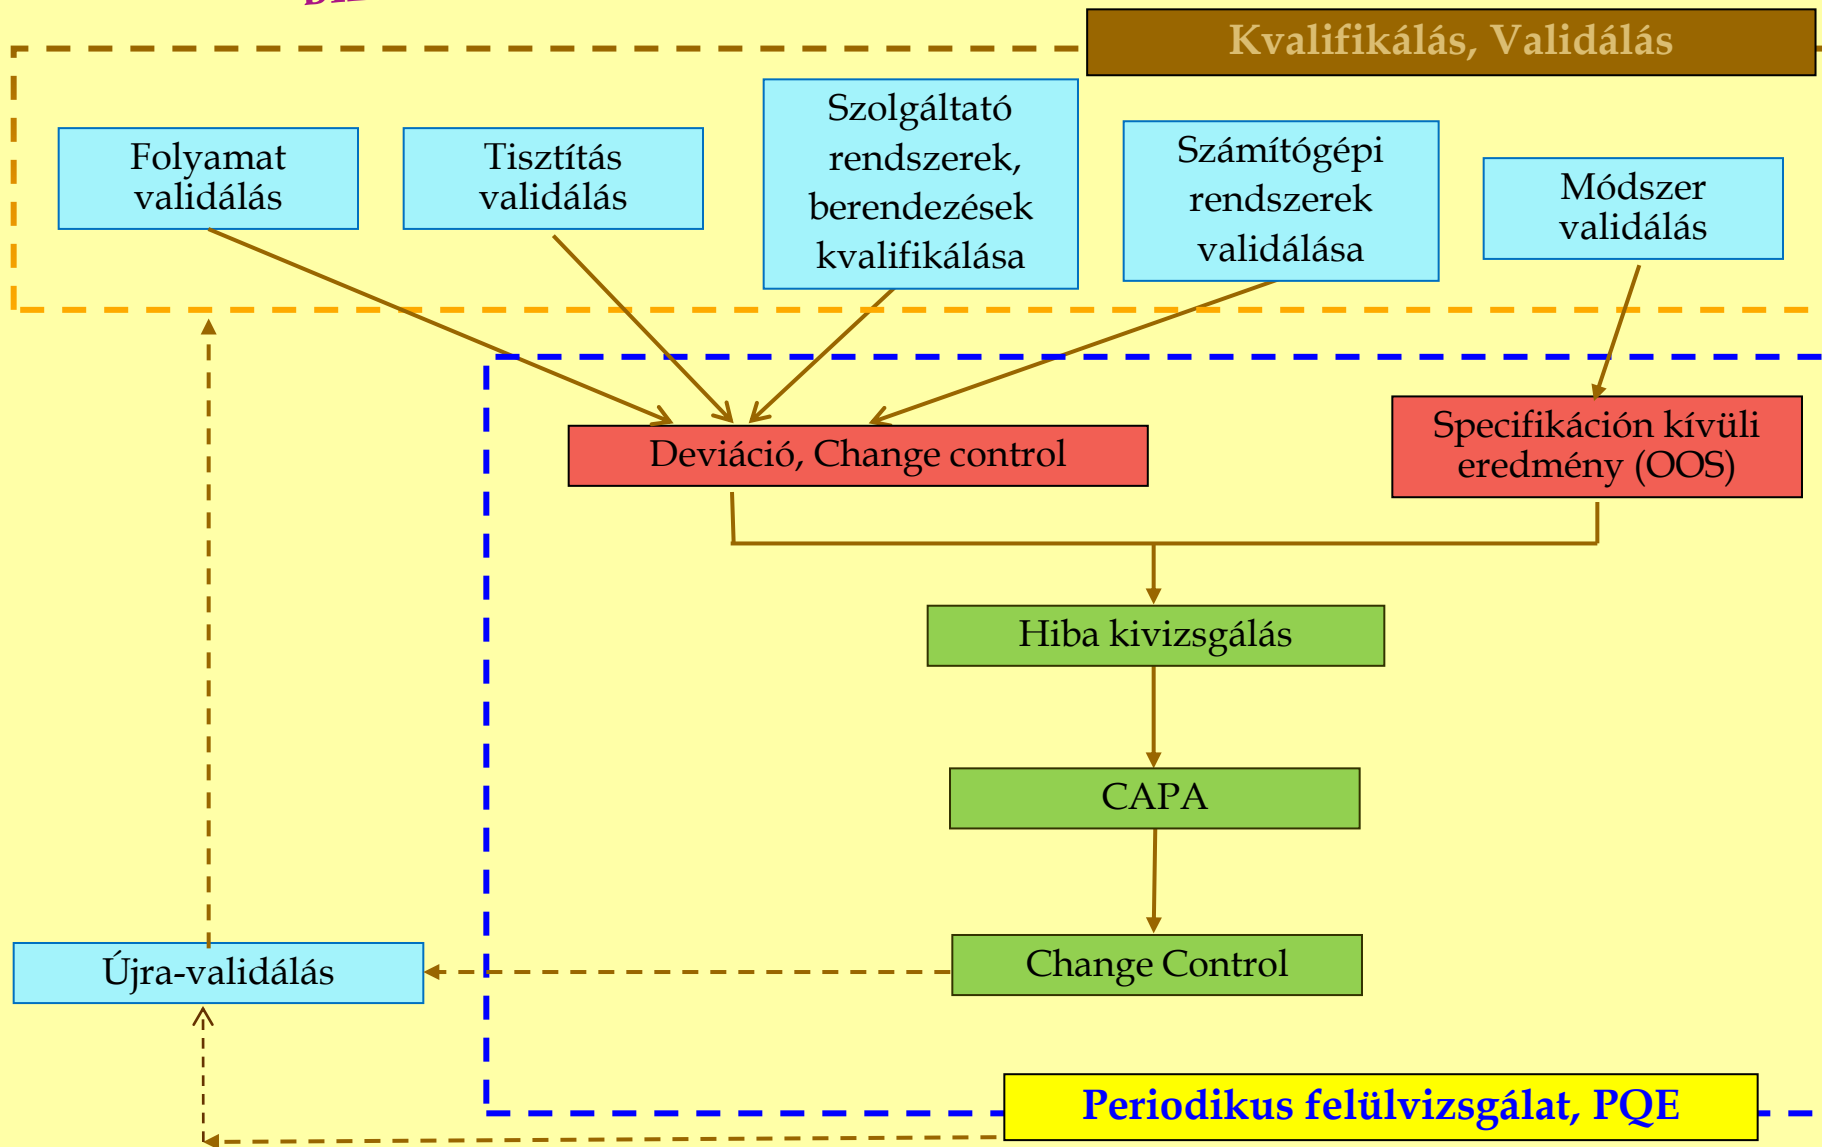 Kvalifikálás, Validálás
Folyamat
validálás
Tisztítás
validálás
Szolgáltató
rendszerek,
berendezések
kvalifikálása
Számítógépi
rendszerek
validálása
Módszer
validálás
Deviáció, Change control
Specifikáción kívüli
eredmény (OOS)
Hiba kivizsgálás
CAPA
Change Control
Újra-validálás
Periodikus felülvizsgálat, PQE